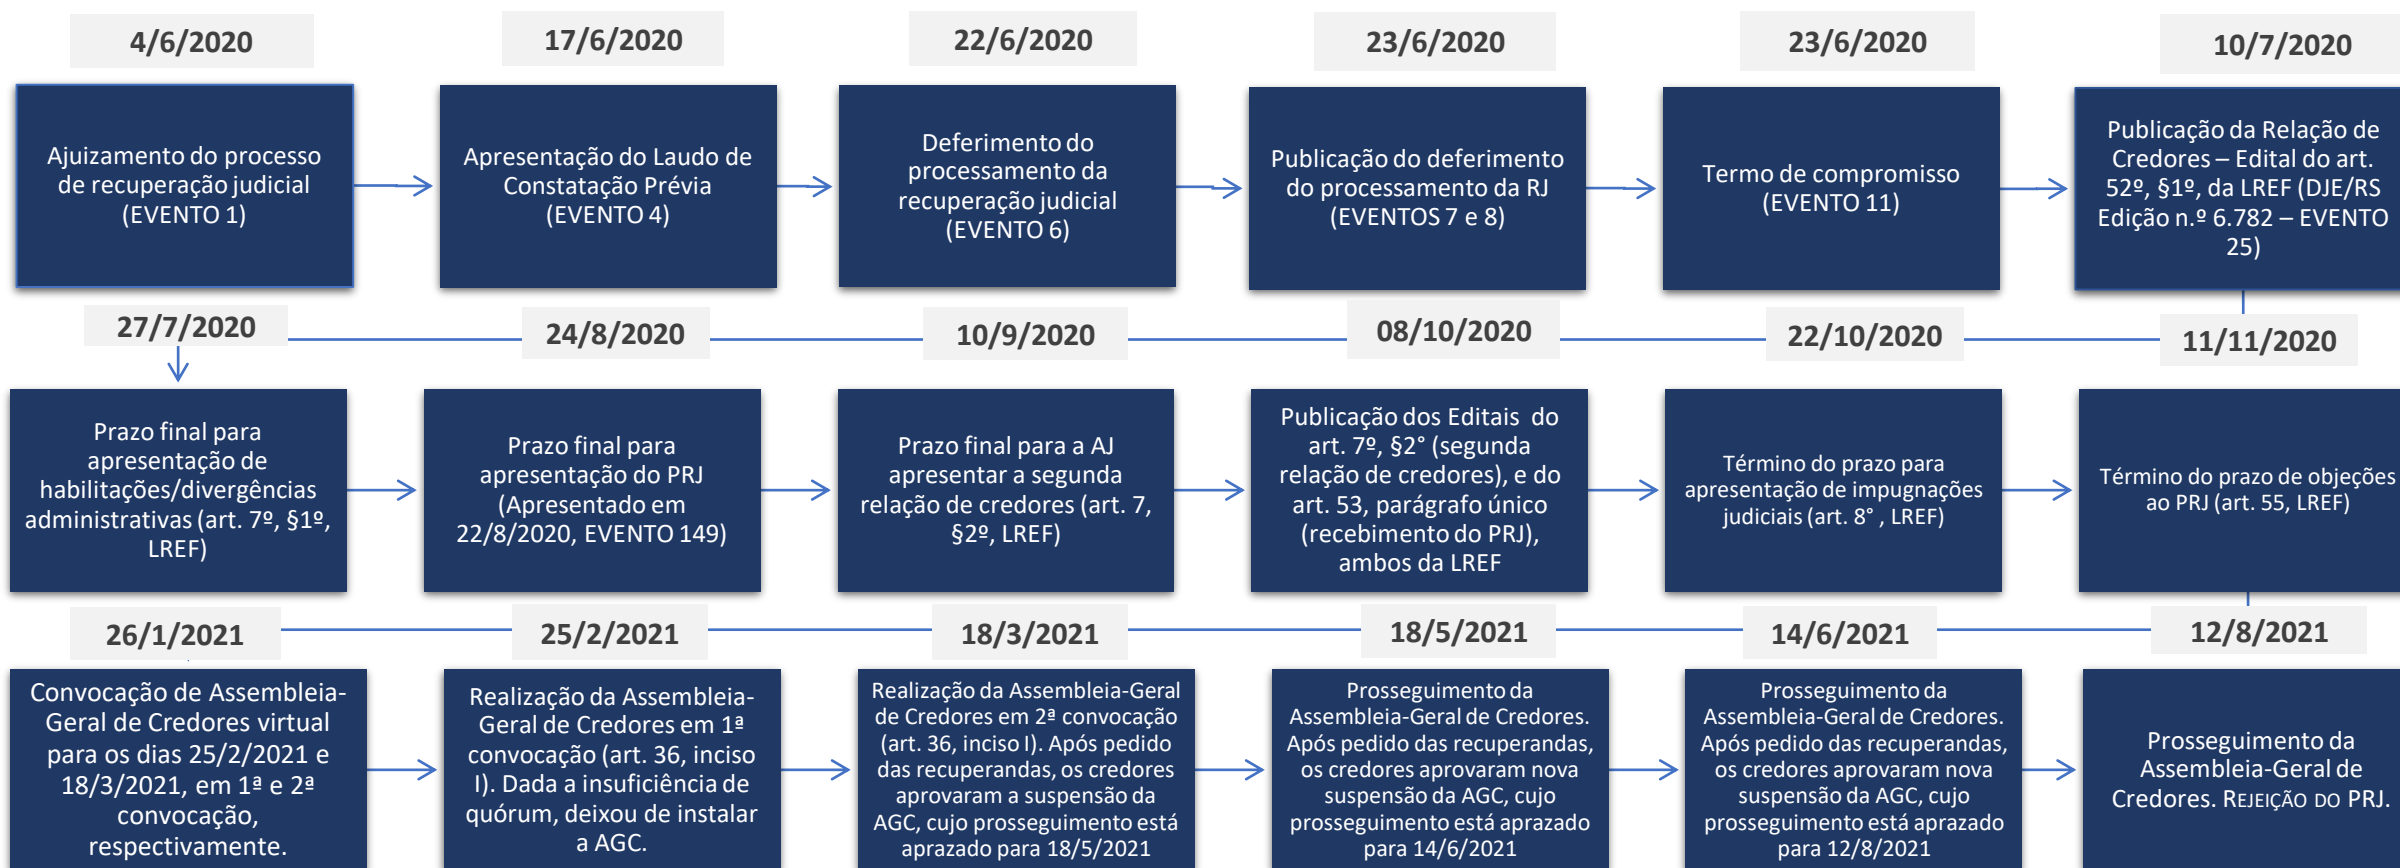 4/6/2020
17/6/2020
22/6/2020
23/6/2020
23/6/2020
10/7/2020
Ajuizamento do processo
de recuperação judicial
(EVENTO 1)
Apresentação do Laudo de
Constatação Prévia
(EVENTO 4)
Deferimento do
processamento da
recuperação judicial
(EVENTO 6)
Publicação do deferimento
do processamento da RJ
(EVENTOS 7 e 8)
Termo de compromisso
(EVENTO 11)
Publicação da Relação de
Credores – Edital do art.
52º, §1º, da LREF (DJE/RS
Edição n.º 6.782 – EVENTO
25)
27/7/2020
24/8/2020
10/9/2020
08/10/2020
22/10/2020
11/11/2020
Prazo final para
apresentação de
habilitações/divergências
administrativas (art. 7º, §1º,
LREF)
Prazo final para
apresentação do PRJ
(Apresentado em
22/8/2020, EVENTO 149)
Prazo final para a AJ
apresentar a segunda
relação de credores (art. 7,
§2º, LREF)
Publicação dos Editais do
art. 7º, §2° (segunda
relação de credores), e do
art. 53, parágrafo único
(recebimento do PRJ),
ambos da LREF
Término do prazo para
apresentação de impugnações
judiciais (art. 8° , LREF)
Término do prazo de objeções
ao PRJ (art. 55, LREF)
26/1/2021
25/2/2021
18/3/2021
18/5/2021
14/6/2021
12/8/2021
Convocação de Assembleia-
Geral de Credores virtual
para os dias 25/2/2021 e
18/3/2021, em 1ª e 2ª
convocação,
respectivamente.
Realização da Assembleia-
Geral de Credores em 1ª
convocação (art. 36, inciso
I). Dada a insuficiência de
quórum, deixou de instalar
a AGC.
Realização da Assembleia-Geral
de Credores em 2ª convocação
(art. 36, inciso I). Após pedido
das recuperandas, os credores
aprovaram a suspensão da
AGC, cujo prosseguimento está
aprazado para 18/5/2021
Prosseguimento da
Assembleia-Geral de Credores.
Após pedido das recuperandas,
os credores aprovaram nova
suspensão da AGC, cujo
prosseguimento está aprazado
para 14/6/2021
Prosseguimento da
Assembleia-Geral de Credores.
Após pedido das recuperandas,
os credores aprovaram nova
suspensão da AGC, cujo
prosseguimento está aprazado
para 12/8/2021
Prosseguimento da
Assembleia-Geral de
Credores. REJEIÇÃO DO PRJ.